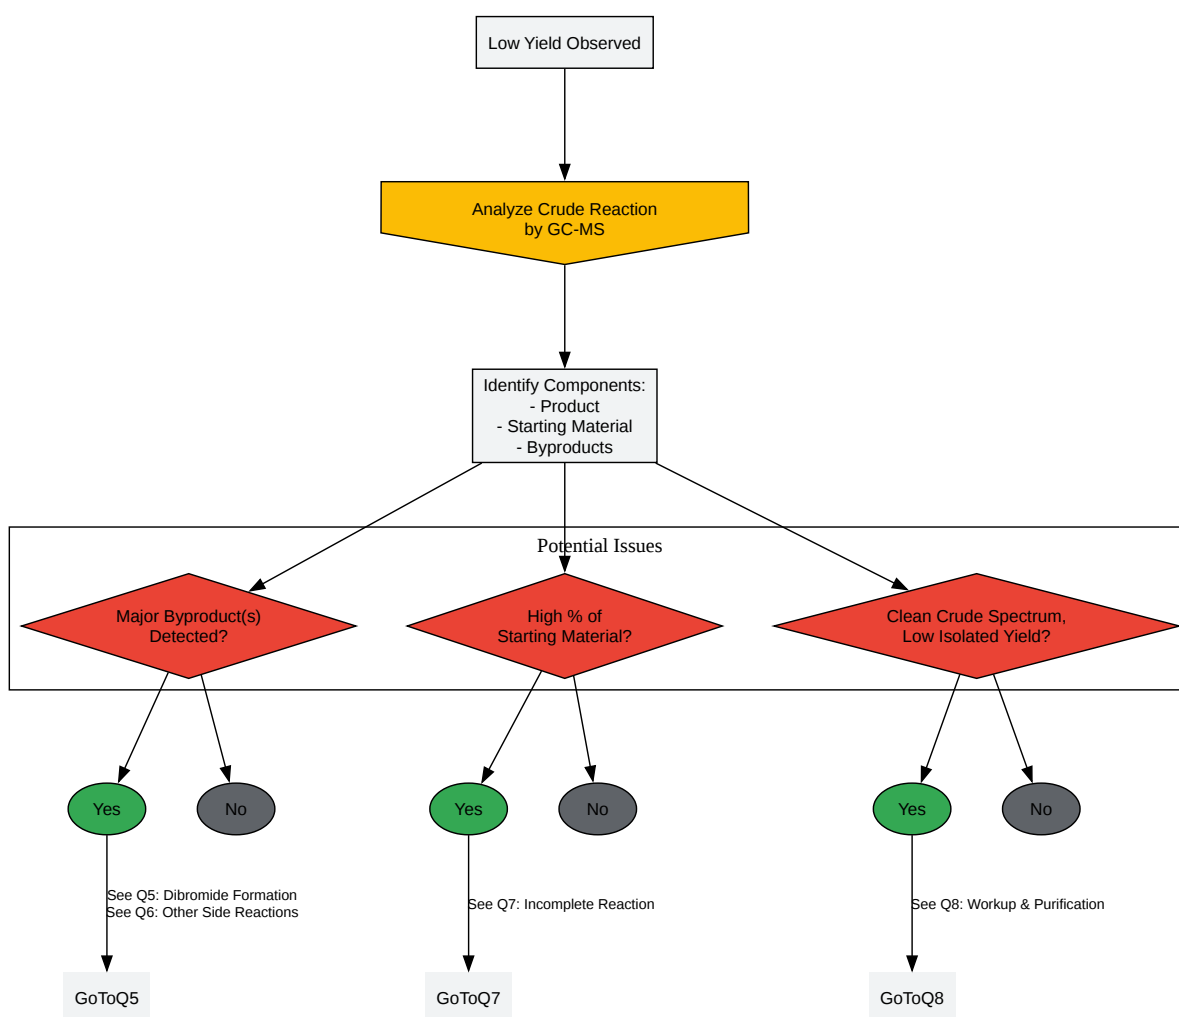 Low Yield Observed
Analyze Crude Reaction
by GC-MS
Identify Components:
- Product
- Starting Material
- Byproducts
Potential Issues
Major Byproduct(s)
Detected?
High % of
Starting Material?
Clean Crude Spectrum,
Low Isolated Yield?
Yes
No
Yes
No
Yes
No
See Q5: Dibromide Formation
See Q6: Other Side Reactions
See Q7: Incomplete Reaction
See Q8: Workup & Purification
GoToQ5
GoToQ7
GoToQ8